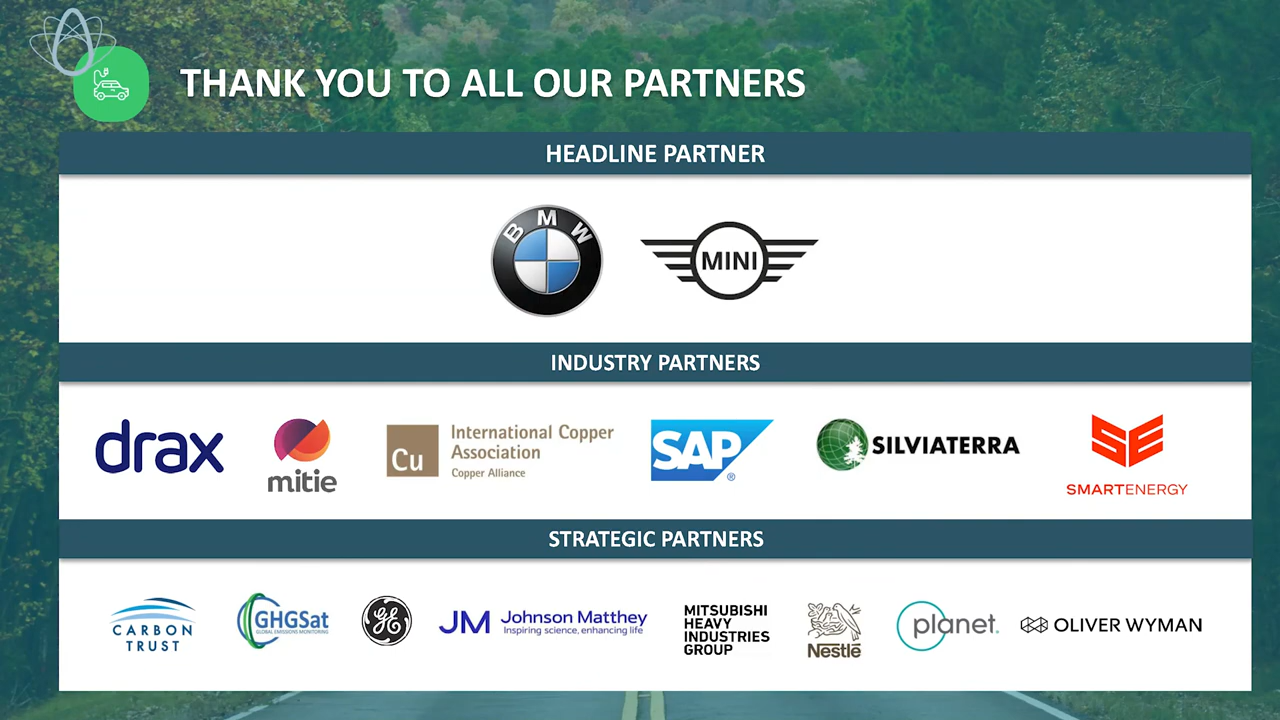 THANK YOU TO ALL OUR PARTNERS
HEADLINE PARTNER
BMW
MINI
INDUSTRY PARTNERS
drax
mitie
Cu
International Copper
Association
Copper Alliance
SAP®
SILVIATERRA
SE
SMARTENERGY
STRATEGIC PARTNERS
CARBON
TRUST
GHGSat
GLOBAL EMISSIONS MONITORING
GE
JM Johnson Matthey
Inspiring science, enhancing life
MITSUBISHI
HEAVY
INDUSTRIES
GROUP
Nestlé
planet.
OLIVER WYMAN